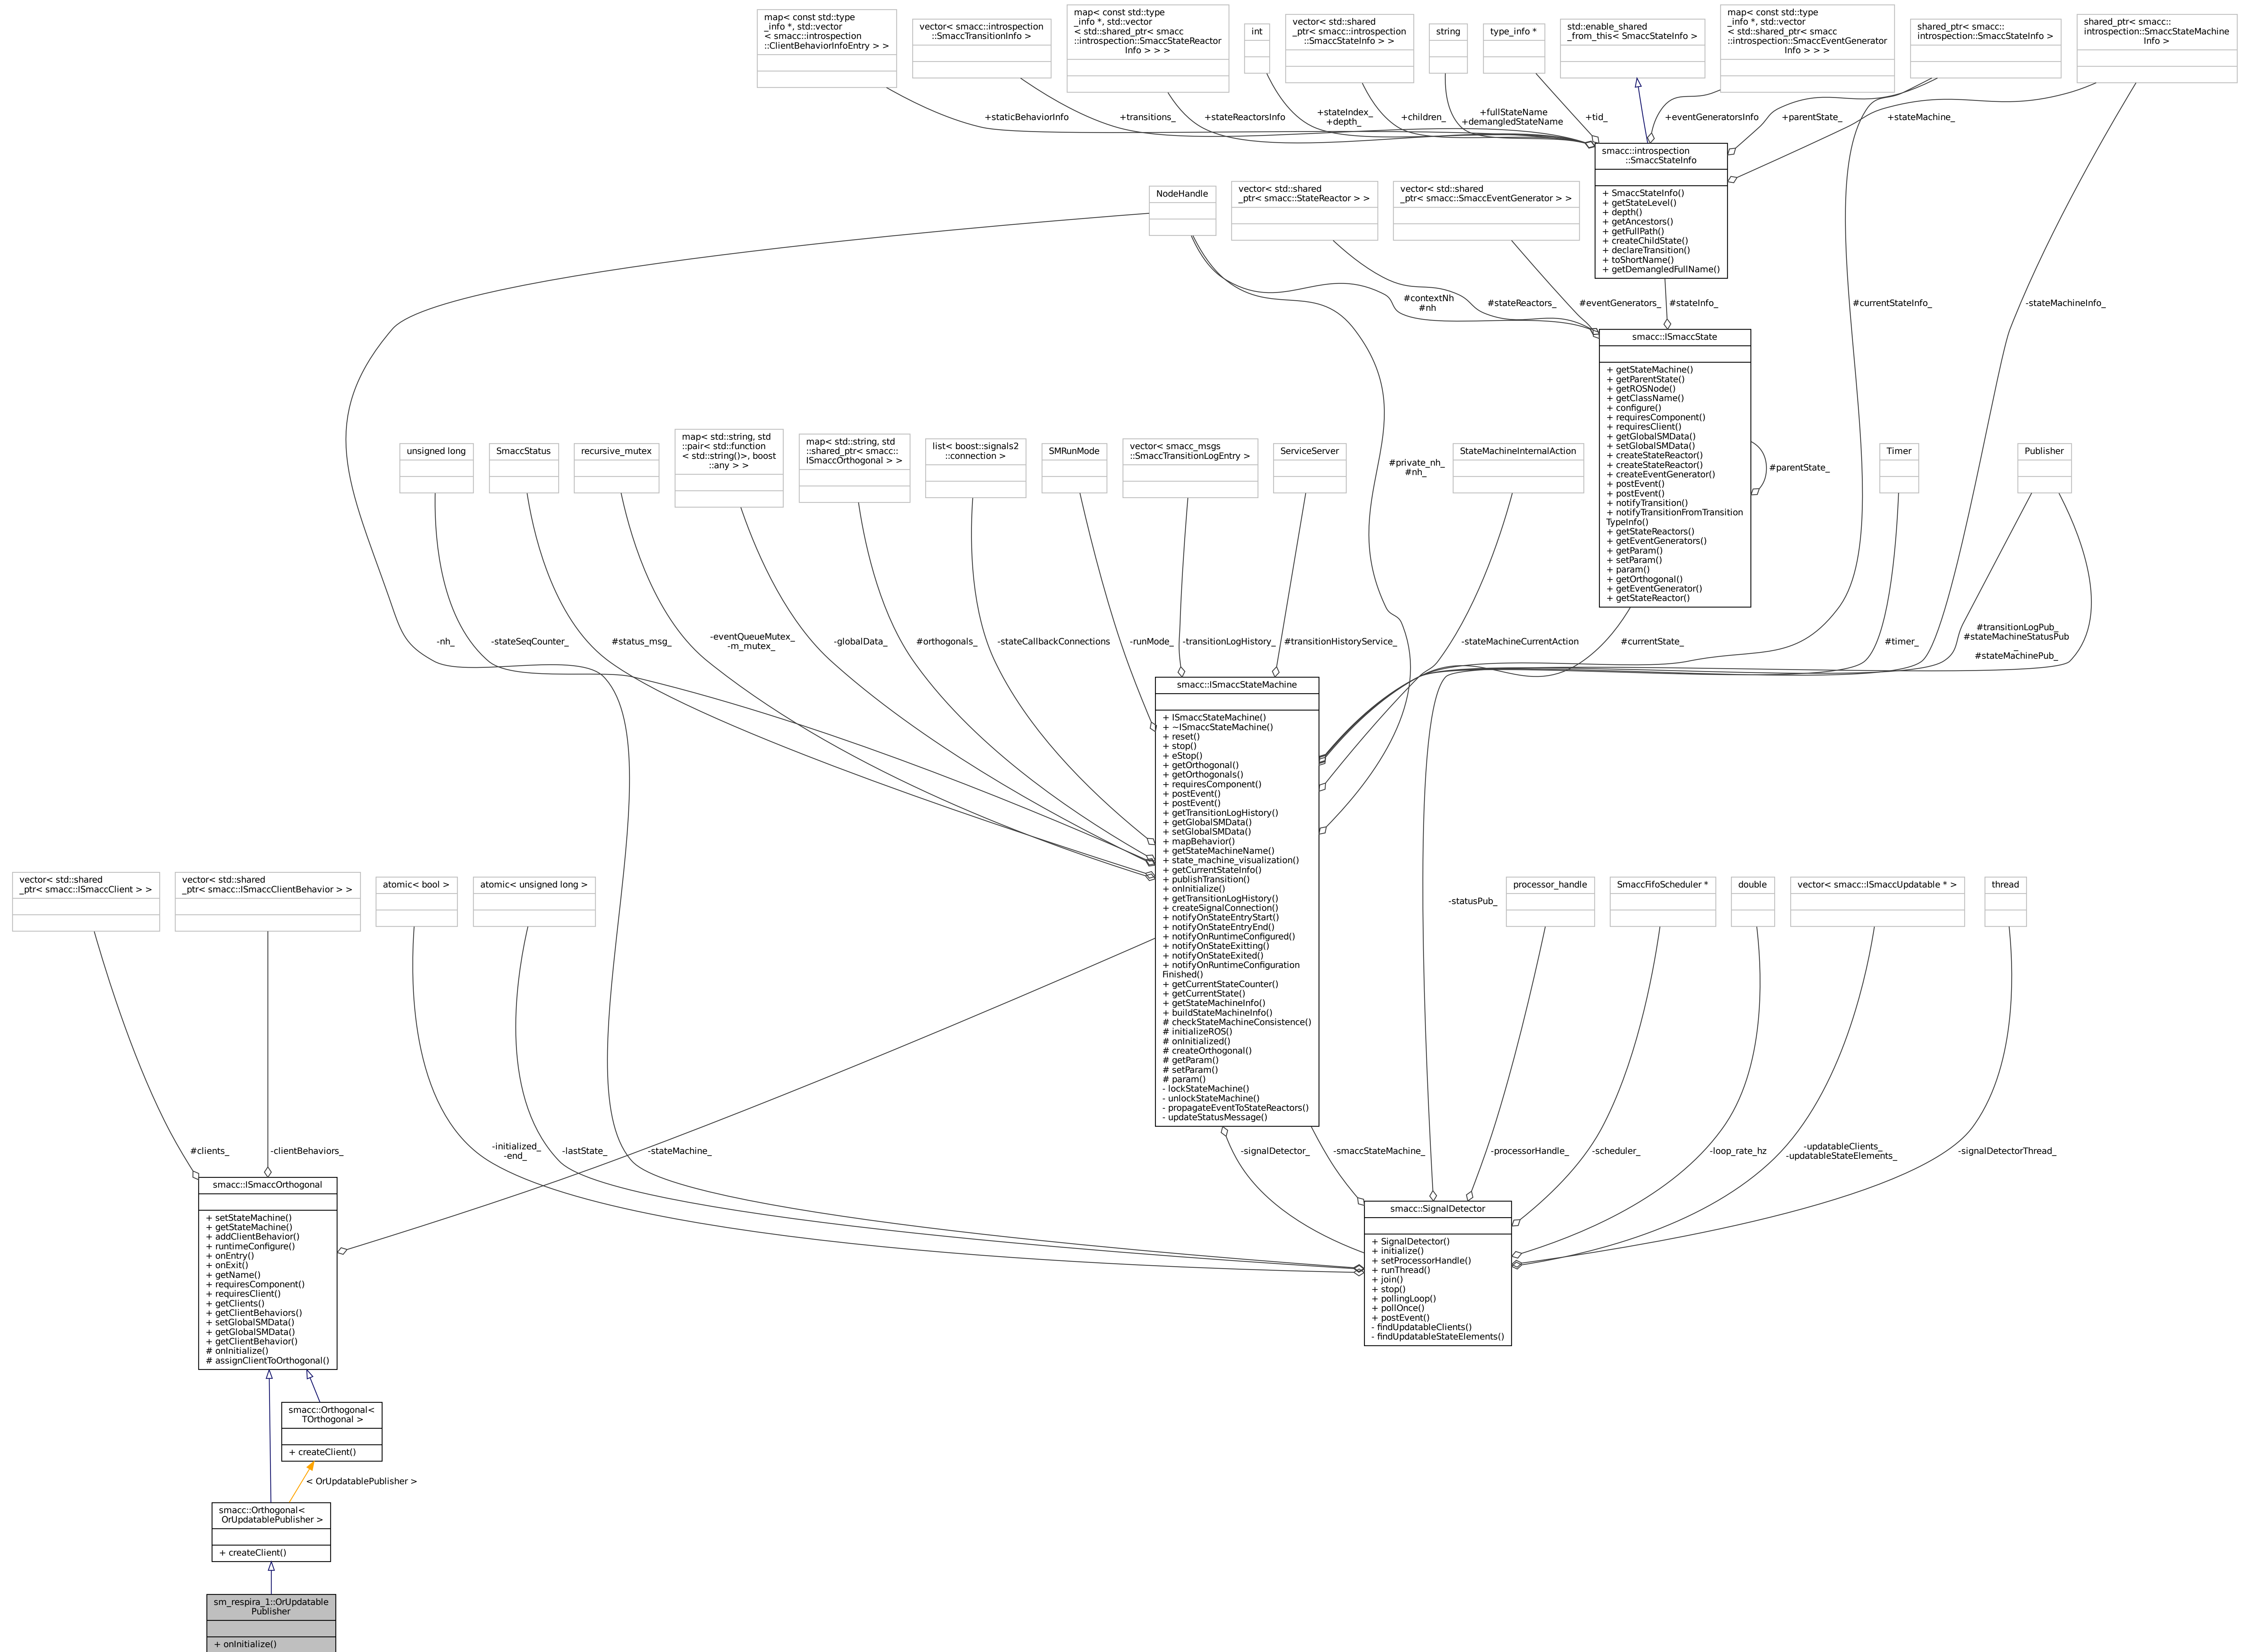 map< const std::type
_info *, std::vector
< smacc::introspection
::ClientBehaviorInfoEntry > >
vector< smacc::introspection
::SmaccTransitionInfo >
map< const std::type
_info *, std::vector
< std::shared_ptr< smacc
::introspection::SmaccStateReactor
Info > > >
int
vector< std::shared
_ptr< smacc::introspection
::SmaccStateInfo > >
string
type_info *
std::enable_shared
_from_this< SmaccStateInfo >
map< const std::type
_info *, std::vector
< std::shared_ptr< smacc
::introspection::SmaccEventGenerator
Info > > >
shared_ptr< smacc::
introspection::SmaccStateInfo >
shared_ptr< smacc::
introspection::SmaccStateMachine
Info >
+staticBehaviorInfo
+transitions_
+stateReactorsInfo
+stateIndex_
+depth_
+children_
+fullStateName
+demangledStateName
+tid_
+eventGeneratorsInfo
+parentState_
+stateMachine_
smacc::introspection
::SmaccStateInfo
+ SmaccStateInfo()
+ getStateLevel()
+ depth()
+ getAncestors()
+ getFullPath()
+ createChildState()
+ declareTransition()
+ toShortName()
+ getDemangledFullName()
NodeHandle
vector< std::shared
_ptr< smacc::StateReactor > >
vector< std::shared
_ptr< smacc::SmaccEventGenerator > >
#contextNh
#nh
#stateReactors_
#eventGenerators_
#stateInfo_
#currentStateInfo_
-stateMachineInfo_
smacc::ISmaccState
+ getStateMachine()
+ getParentState()
+ getROSNode()
+ getClassName()
+ configure()
+ requiresComponent()
+ requiresClient()
+ getGlobalSMData()
+ setGlobalSMData()
+ createStateReactor()
+ createStateReactor()
+ createEventGenerator()
+ postEvent()
+ postEvent()
+ notifyTransition()
+ notifyTransitionFromTransition
TypeInfo()
+ getStateReactors()
+ getEventGenerators()
+ getParam()
+ setParam()
+ param()
+ getOrthogonal()
+ getEventGenerator()
+ getStateReactor()
#parentState_
unsigned long
SmaccStatus
recursive_mutex
map< std::string, std
::pair< std::function
< std::string()>, boost
::any > >
map< std::string, std
::shared_ptr< smacc::
ISmaccOrthogonal > >
list< boost::signals2
::connection >
SMRunMode
vector< smacc_msgs
::SmaccTransitionLogEntry >
ServiceServer
#private_nh_
#nh_
StateMachineInternalAction
Timer
Publisher
-nh_
-stateSeqCounter_
#status_msg_
-eventQueueMutex_
-m_mutex_
-globalData_
#orthogonals_
-stateCallbackConnections
-runMode_
-transitionLogHistory_
#transitionHistoryService_
-stateMachineCurrentAction
#currentState_
#timer_
#transitionLogPub_
#stateMachineStatusPub
_
#stateMachinePub_
smacc::ISmaccStateMachine
+ ISmaccStateMachine()
+ ~ISmaccStateMachine()
+ reset()
+ stop()
+ eStop()
+ getOrthogonal()
+ getOrthogonals()
+ requiresComponent()
+ postEvent()
+ postEvent()
+ getTransitionLogHistory()
+ getGlobalSMData()
+ setGlobalSMData()
+ mapBehavior()
+ getStateMachineName()
+ state_machine_visualization()
+ getCurrentStateInfo()
+ publishTransition()
+ onInitialize()
+ getTransitionLogHistory()
+ createSignalConnection()
+ notifyOnStateEntryStart()
+ notifyOnStateEntryEnd()
+ notifyOnRuntimeConfigured()
+ notifyOnStateExitting()
+ notifyOnStateExited()
+ notifyOnRuntimeConfiguration
Finished()
+ getCurrentStateCounter()
+ getCurrentState()
+ getStateMachineInfo()
+ buildStateMachineInfo()
# checkStateMachineConsistence()
# initializeROS()
# onInitialized()
# createOrthogonal()
# getParam()
# setParam()
# param()
- lockStateMachine()
- unlockStateMachine()
- propagateEventToStateReactors()
- updateStatusMessage()
vector< std::shared
_ptr< smacc::ISmaccClient > >
vector< std::shared
_ptr< smacc::ISmaccClientBehavior > >
atomic< bool >
atomic< unsigned long >
-statusPub_
processor_handle
SmaccFifoScheduler *
double
vector< smacc::ISmaccUpdatable * >
thread
#clients_
-clientBehaviors_
-initialized_
-end_
-lastState_
-stateMachine_
-signalDetector_
-smaccStateMachine_
-processorHandle_
-scheduler_
-loop_rate_hz
-updatableClients_
-updatableStateElements_
-signalDetectorThread_
smacc::ISmaccOrthogonal
+ setStateMachine()
+ getStateMachine()
+ addClientBehavior()
+ runtimeConfigure()
+ onEntry()
+ onExit()
+ getName()
+ requiresComponent()
+ requiresClient()
+ getClients()
+ getClientBehaviors()
+ setGlobalSMData()
+ getGlobalSMData()
+ getClientBehavior()
# onInitialize()
# assignClientToOrthogonal()
smacc::SignalDetector
+ SignalDetector()
+ initialize()
+ setProcessorHandle()
+ runThread()
+ join()
+ stop()
+ pollingLoop()
+ pollOnce()
+ postEvent()
- findUpdatableClients()
- findUpdatableStateElements()
smacc::Orthogonal<
TOrthogonal >
+ createClient()
< OrUpdatablePublisher >
smacc::Orthogonal<
OrUpdatablePublisher >
+ createClient()
sm_respira_1::OrUpdatable
Publisher
+ onInitialize()